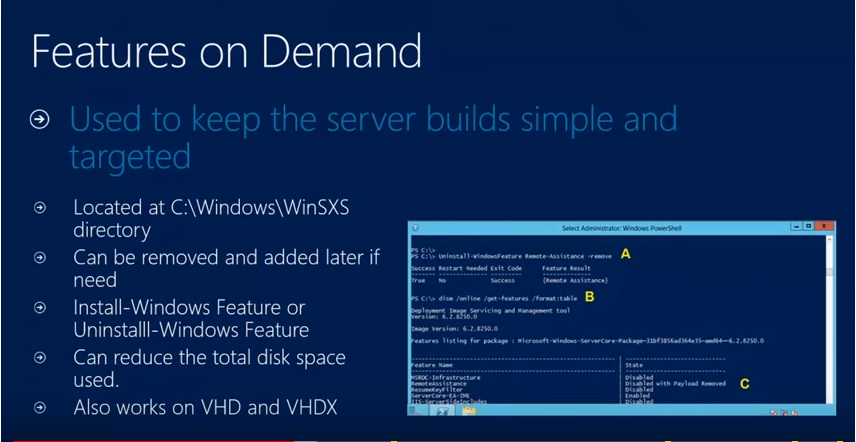 Features on Demand
Used to keep the server builds simple and
targeted
Located at C:\Windows\WinSXS
directory
Can be removed and added later if
need
Install-Windows Feature or
Uninstalll-Windows Feature
Can reduce the total disk space
used.
Also works on VHD and VHDX
Select Administrator: Windows PowerShell
PS C:\>
PS C:\> Uninstall-WindowsFeature Remote-Assistance -remove A
Success Restart Needed Exit Code Feature Result
True No Success {Remote Assistance}
PS C:\> dism /online /get-features /format:table B
Deployment Image Servicing and Management tool
Version: 6.2.8250.0
Image Version: 6.2.8250.0
Features listing for package : Microsoft-Windows-ServerCore-Package~31bf3856ad364e35~amd64~~6.2.8250.0
Feature Name | State
MSRDC-Infrastructure | Disabled
RemoteAssistance | Disabled with Payload Removed C
ResumeKeyFilter | Disabled
ServerCore-EA-IME | Enabled
IIS-ServerSideIncludes | Disabled